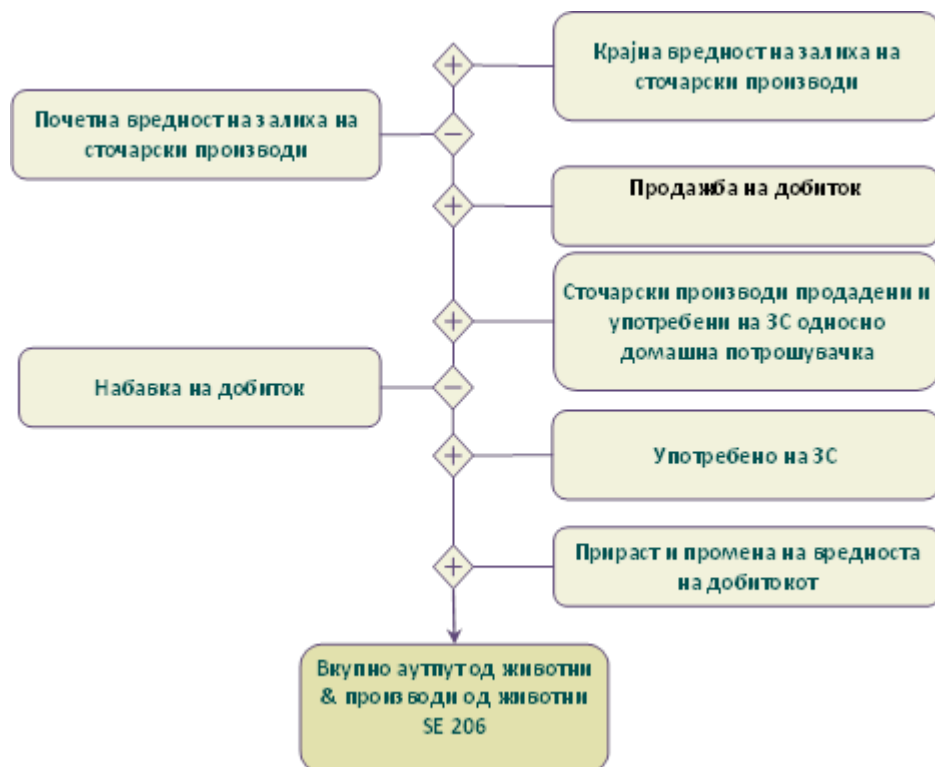 Крајна вредност на залиха на
сточарски производи
Почетна вредност на залиха на
сточарски производи
Продажба на добиток
Сточарски производи продадени и
употребени на ЗС односно
домашна потрошувачка
Набавка на добиток
Употребено на ЗС
Прираст и промена на вредноста
на добитокот
Вкупно аутпут од животни
& производи од животни
SE 206